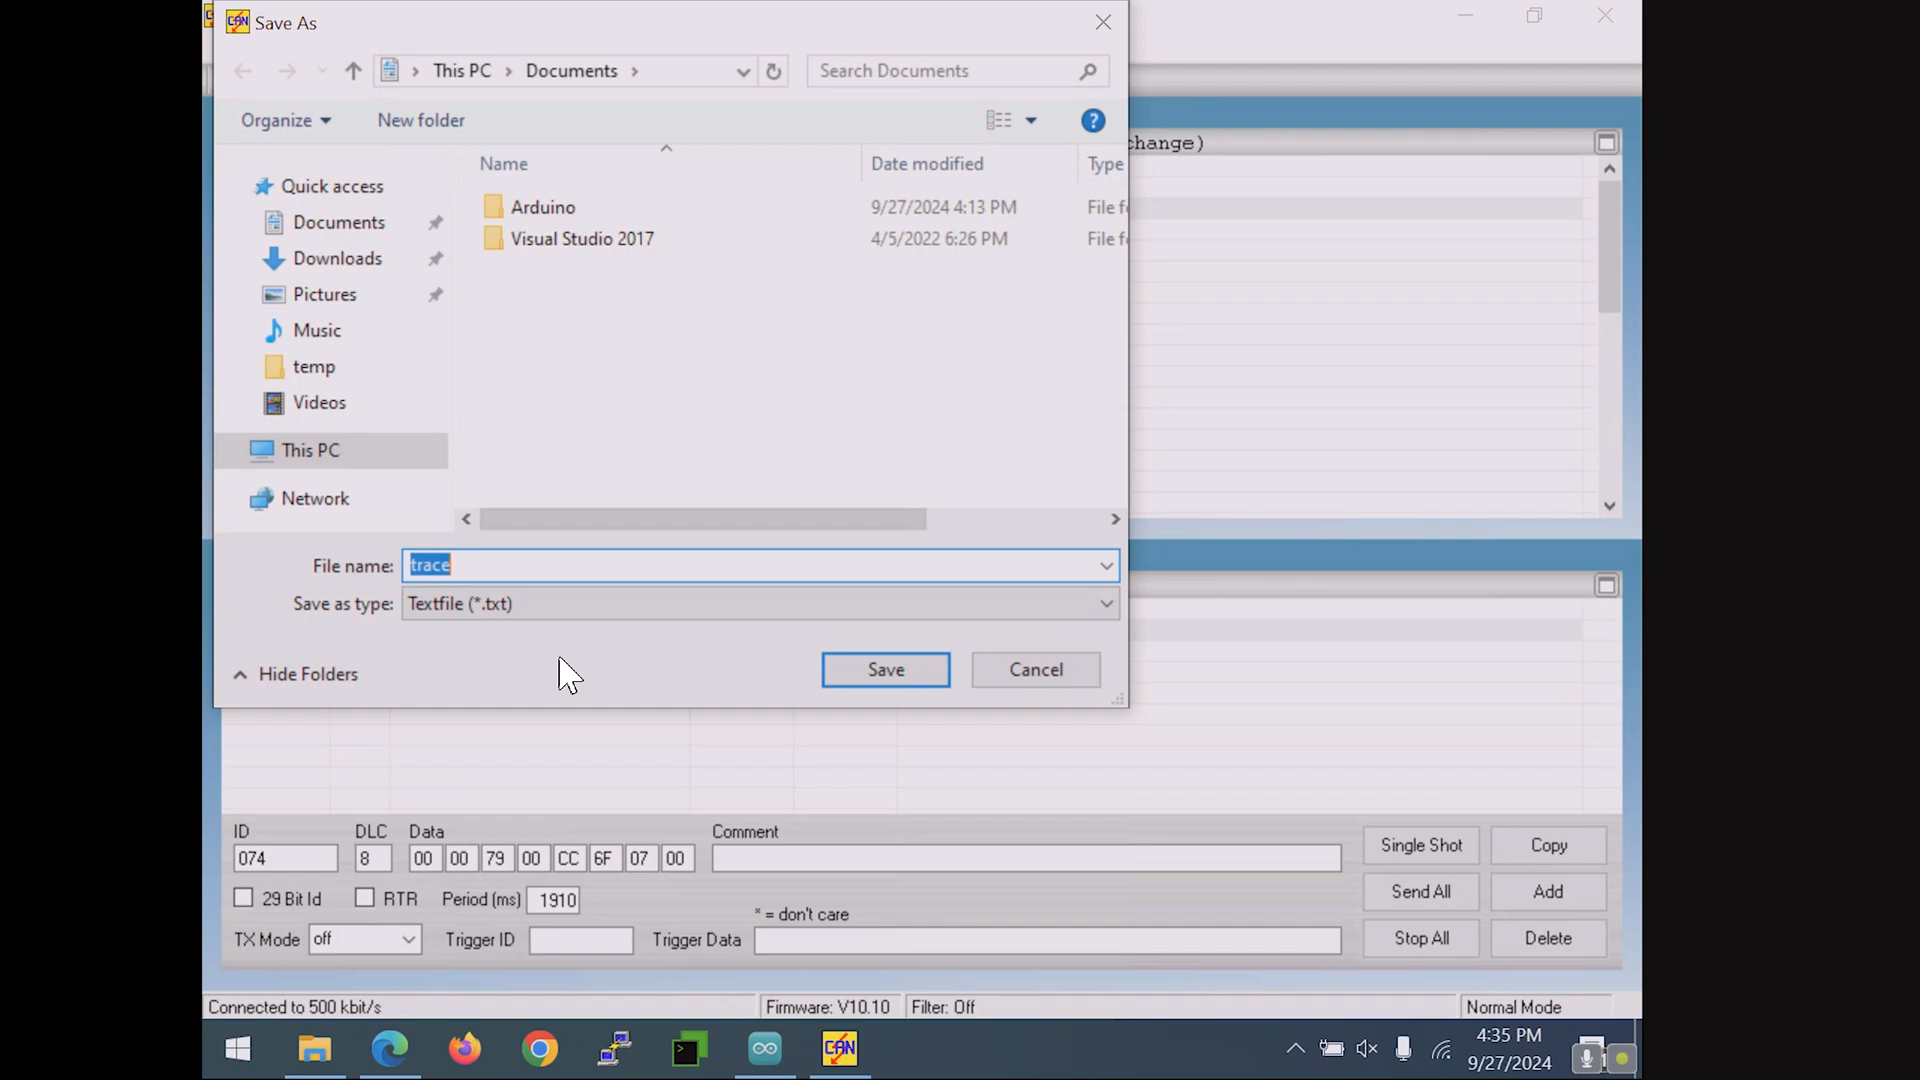 CAN Save As
This PC > Documents >
Search Documents
Organize
New folder
?
change)
Name
Date modified
Type
Quick access
Documents
Downloads
Pictures
Music
temp
Videos
This PC
Network
Arduino 9/27/2024 4:13 PM File f
Visual Studio 2017 4/5/2022 6:26 PM File f
File name: trace
Save as type: Textfile (*.txt)
Hide Folders
Save
Cancel
ID DLC Data Comment
074 8 00 00 79 00 CC 6F 07 00
29 Bit Id RTR Period (ms) 1910
* = don't care
TX Mode off Trigger ID Trigger Data
Single Shot Copy
Send All Add
Stop All Delete
Connected to 500 kbit/s Firmware: V10.10 Filter: Off Normal Mode
CAN
4:35 PM
9/27/2024